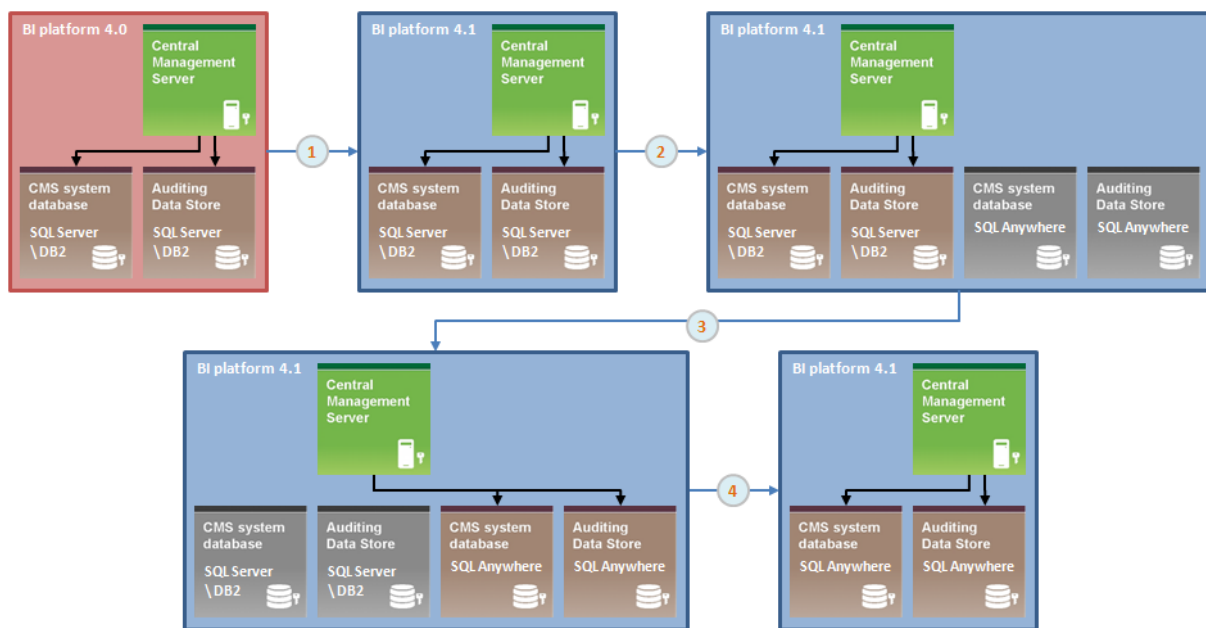 BI platform 4.0
Central
Management
Server
CMS system
database
SQL Server
\DB2
Auditing
Data Store
SQL Server
\DB2
1
BI platform 4.1
Central
Management
Server
CMS system
database
SQL Server
\DB2
Auditing
Data Store
SQL Server
\DB2
2
BI platform 4.1
Central
Management
Server
CMS system
database
SQL Server
\DB2
Auditing
Data Store
SQL Server
\DB2
CMS system
database
SQL Anywhere
Auditing
Data Store
SQL Anywhere
3
BI platform 4.1
Central
Management
Server
CMS system
database
SQL Server
\DB2
Auditing
Data Store
SQL Server
\DB2
CMS system
database
SQL Anywhere
Auditing
Data Store
SQL Anywhere
4
BI platform 4.1
Central
Management
Server
CMS system
database
SQL Anywhere
Auditing
Data Store
SQL Anywhere